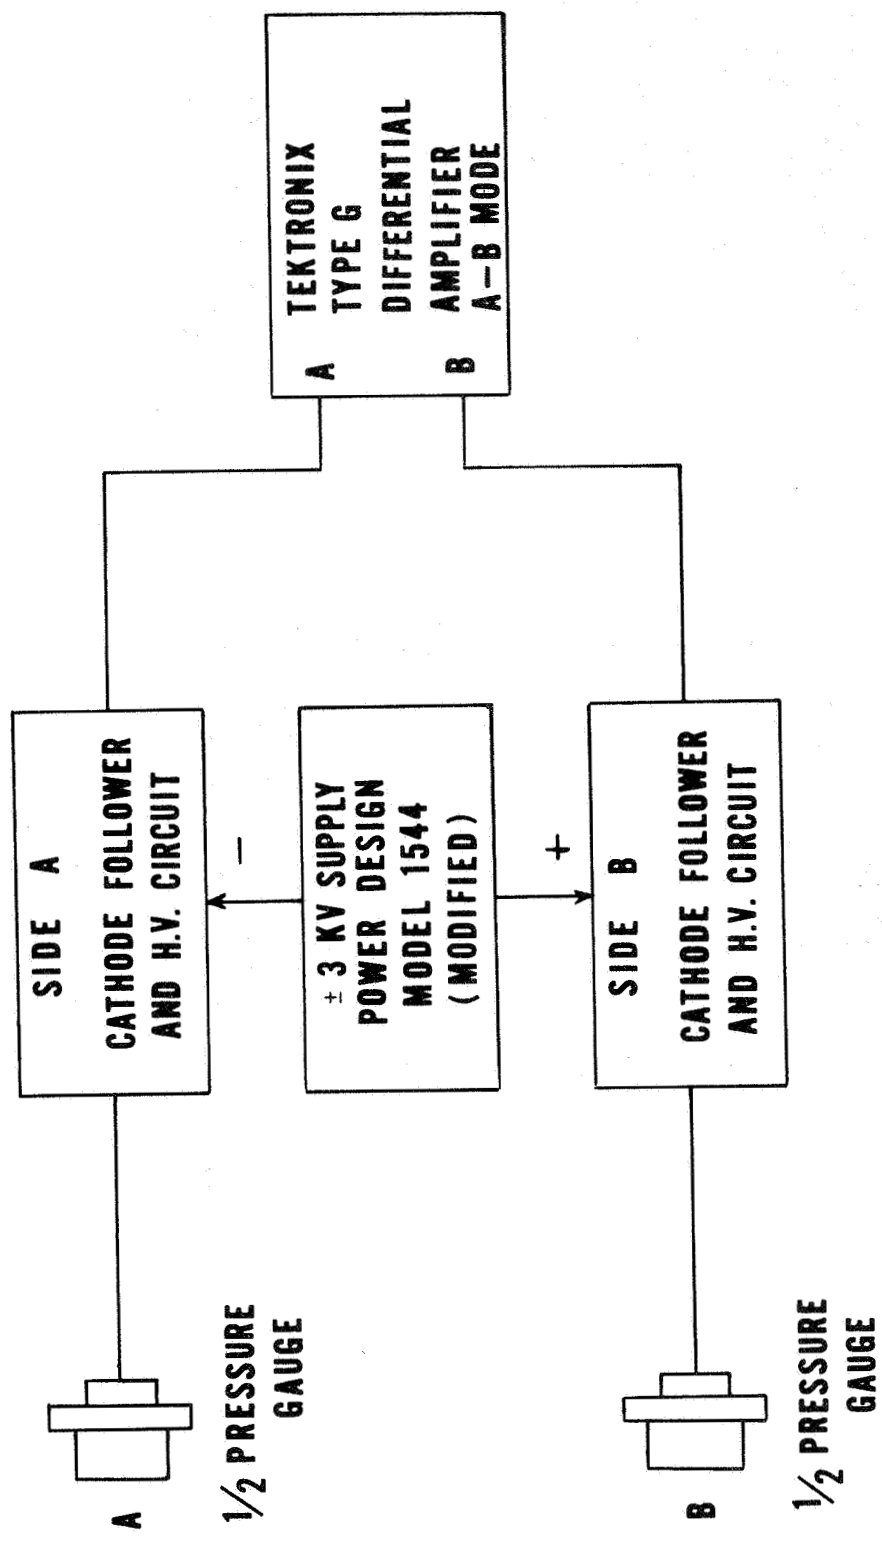 A
1/2 PRESSURE
GAUGE
SIDE A
CATHODE FOLLOWER
AND H.V. CIRCUIT
−
± 3 KV SUPPLY
POWER DESIGN
MODEL 1544
(MODIFIED)
+
B
1/2 PRESSURE
GAUGE
SIDE B
CATHODE FOLLOWER
AND H.V. CIRCUIT
A
B
TEKTRONIX
TYPE G
DIFFERENTIAL
AMPLIFIER
A–B MODE